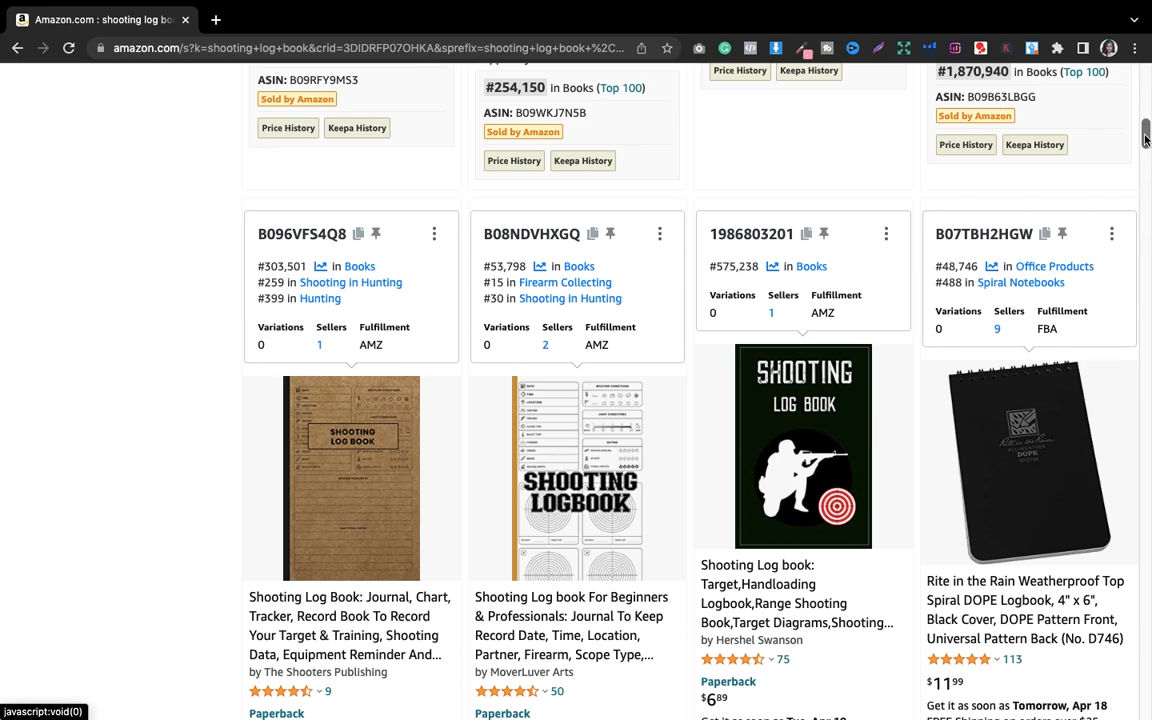 Amazon.com : shooting log bo
amazon.com/s?k=shooting+log+book&crid=3DIDRFP07OHKA&sprefix=shooting+log+book+%2C...
ASIN: B09RFY9MS3
Sold by Amazon
Price History Keepa History
#254,150 in Books (Top 100)
ASIN: B09WKJ7N5B
Sold by Amazon
Price History Keepa History
Price History Keepa History
#1,870,940 in Books (Top 100)
ASIN: B09B63LBGG
Sold by Amazon
Price History Keepa History
B096VFS4Q8
#303,501 in Books
#259 in Shooting in Hunting
#399 in Hunting
Variations Sellers Fulfillment
0 1 AMZ
SHOOTING
LOG BOOK
Shooting Log Book: Journal, Chart,
Tracker, Record Book To Record
Your Target & Training, Shooting
Data, Equipment Reminder And...
by The Shooters Publishing
9
Paperback
B08NDVHXGQ
#53,798 in Books
#15 in Firearm Collecting
#30 in Shooting in Hunting
Variations Sellers Fulfillment
0 2 AMZ
SHOOTING
LOGBOOK
Shooting Log book For Beginners
& Professionals: Journal To Keep
Record Date, Time, Location,
Partner, Firearm, Scope Type,...
by MoverLuver Arts
50
Paperback
1986803201
#575,238 in Books
Variations Sellers Fulfillment
0 1 AMZ
SHOOTING
LOG BOOK
Shooting Log book:
Target,Handloading
Logbook,Range Shooting
Book,Target Diagrams,Shooting...
by Hershel Swanson
75
Paperback
$6 89
B07TBH2HGW
#48,746 in Office Products
#488 in Spiral Notebooks
Variations Sellers Fulfillment
0 9 FBA
Rite in the Rain
DOPE
Rite in the Rain Weatherproof Top
Spiral DOPE Logbook, 4" x 6",
Black Cover, DOPE Pattern Front,
Universal Pattern Back (No. D746)
113
$11 99
Get it as soon as Tomorrow, Apr 18
javascript:void(0)